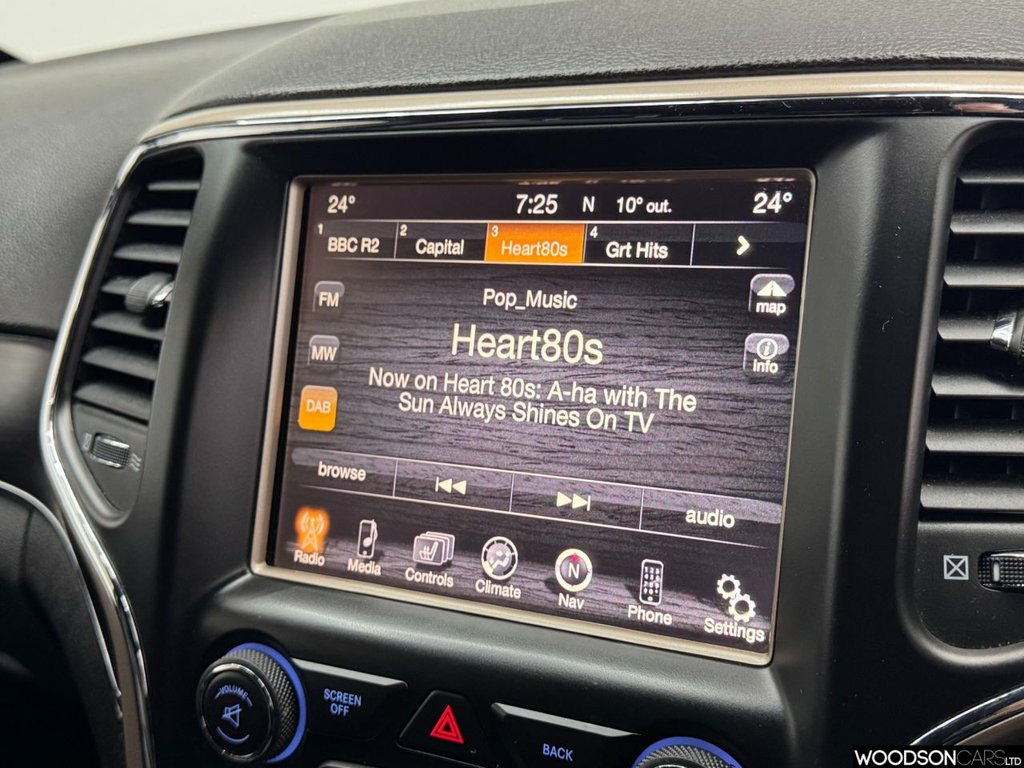 24° 7:25 N 10° out. 24°
1 BBC R2 2 Capital 3 Heart80s 4 Grt Hits
FM
Pop_Music
map
Heart80s
MW
info
Now on Heart 80s: A-ha with The
Sun Always Shines On TV
DAB
browse audio
Radio Media Controls Climate N Nav Phone Settings
VOLUME
SCREEN
OFF
BACK
WOODSONCARSLTD